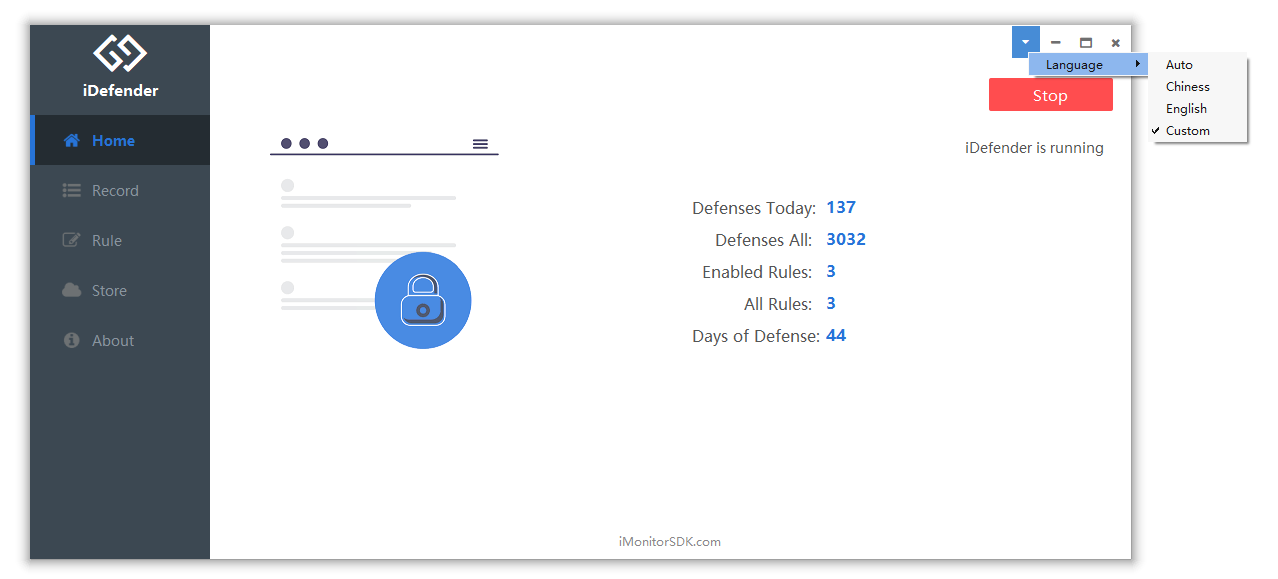 iDefender
Home
Record
Rule
Store
About
Language
Auto
Chiness
English
Custom
Stop
iDefender is running
Defenses Today: 137
Defenses All: 3032
Enabled Rules: 3
All Rules: 3
Days of Defense: 44
iMonitorSDK.com